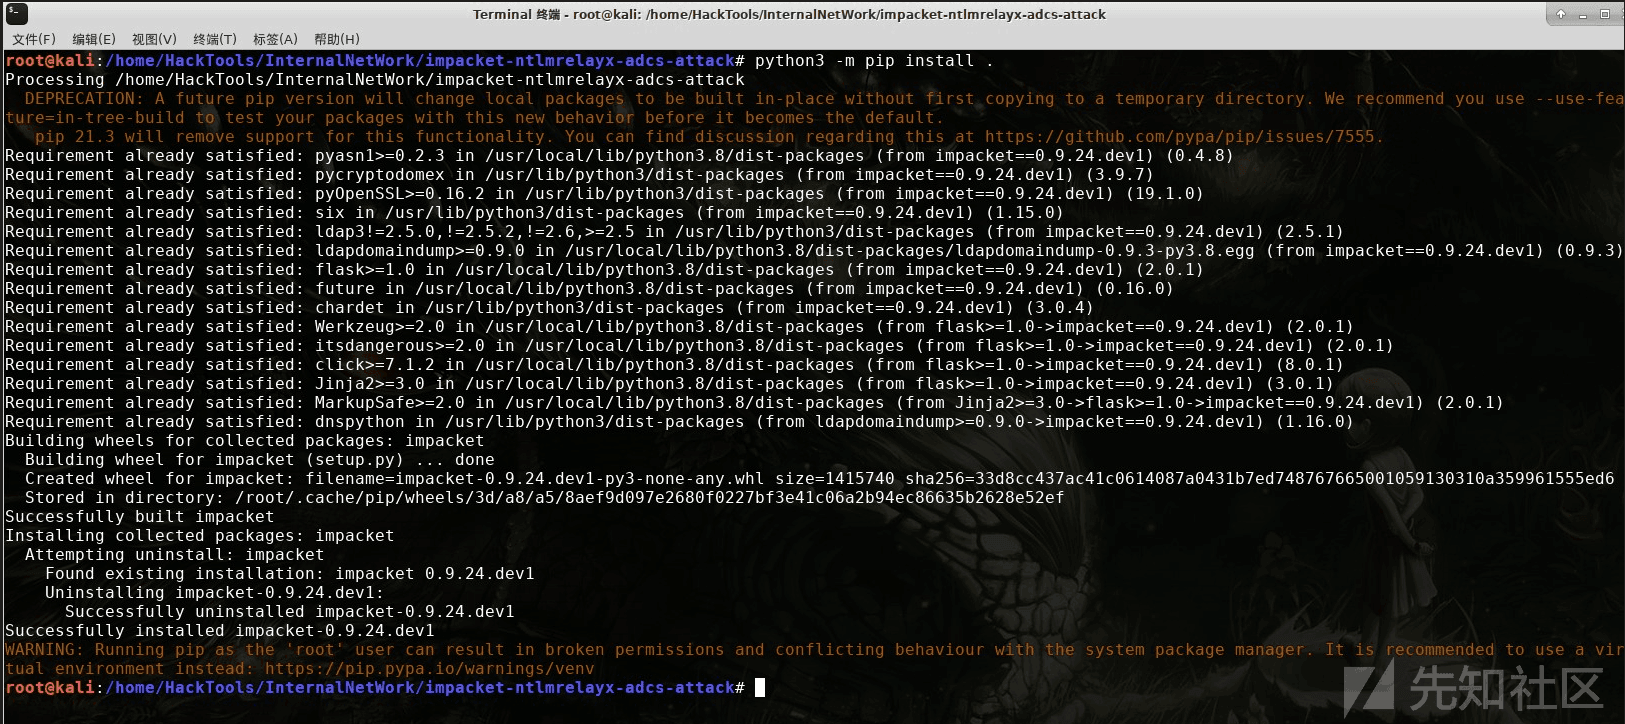 Terminal 终端 - root@kali: /home/HackTools/InternalNetWork/impacket-ntlmrelayx-adcs-attack
文件(F) 编辑(E) 视图(V) 终端(T) 标签(A) 帮助(H)
root@kali:/home/HackTools/InternalNetWork/impacket-ntlmrelayx-adcs-attack# python3 -m pip install .
Processing /home/HackTools/InternalNetWork/impacket-ntlmrelayx-adcs-attack
  DEPRECATION: A future pip version will change local packages to be built in-place without first copying to a temporary directory. We recommend you use --use-fea
ture=in-tree-build to test your packages with this new behavior before it becomes the default.
   pip 21.3 will remove support for this functionality. You can find discussion regarding this at https://github.com/pypa/pip/issues/7555.
Requirement already satisfied: pyasn1>=0.2.3 in /usr/local/lib/python3.8/dist-packages (from impacket==0.9.24.dev1) (0.4.8)
Requirement already satisfied: pycryptodomex in /usr/lib/python3/dist-packages (from impacket==0.9.24.dev1) (3.9.7)
Requirement already satisfied: pyOpenSSL>=0.16.2 in /usr/lib/python3/dist-packages (from impacket==0.9.24.dev1) (19.1.0)
Requirement already satisfied: six in /usr/lib/python3/dist-packages (from impacket==0.9.24.dev1) (1.15.0)
Requirement already satisfied: ldap3!=2.5.0,!=2.5.2,!=2.6,>=2.5 in /usr/lib/python3/dist-packages (from impacket==0.9.24.dev1) (2.5.1)
Requirement already satisfied: ldapdomaindump>=0.9.0 in /usr/local/lib/python3.8/dist-packages/ldapdomaindump-0.9.3-py3.8.egg (from impacket==0.9.24.dev1) (0.9.3)
Requirement already satisfied: flask>=1.0 in /usr/local/lib/python3.8/dist-packages (from impacket==0.9.24.dev1) (2.0.1)
Requirement already satisfied: future in /usr/local/lib/python3.8/dist-packages (from impacket==0.9.24.dev1) (0.16.0)
Requirement already satisfied: chardet in /usr/lib/python3/dist-packages (from impacket==0.9.24.dev1) (3.0.4)
Requirement already satisfied: Werkzeug>=2.0 in /usr/local/lib/python3.8/dist-packages (from flask>=1.0->impacket==0.9.24.dev1) (2.0.1)
Requirement already satisfied: itsdangerous>=2.0 in /usr/local/lib/python3.8/dist-packages (from flask>=1.0->impacket==0.9.24.dev1) (2.0.1)
Requirement already satisfied: click>=7.1.2 in /usr/local/lib/python3.8/dist-packages (from flask>=1.0->impacket==0.9.24.dev1) (8.0.1)
Requirement already satisfied: Jinja2>=3.0 in /usr/local/lib/python3.8/dist-packages (from flask>=1.0->impacket==0.9.24.dev1) (3.0.1)
Requirement already satisfied: MarkupSafe>=2.0 in /usr/local/lib/python3.8/dist-packages (from Jinja2>=3.0->flask>=1.0->impacket==0.9.24.dev1) (2.0.1)
Requirement already satisfied: dnspython in /usr/lib/python3/dist-packages (from ldapdomaindump>=0.9.0->impacket==0.9.24.dev1) (1.16.0)
Building wheels for collected packages: impacket
  Building wheel for impacket (setup.py) ... done
  Created wheel for impacket: filename=impacket-0.9.24.dev1-py3-none-any.whl size=1415740 sha256=33d8cc437ac41c0614087a0431b7ed7487676665001059130310a359961555ed6
  Stored in directory: /root/.cache/pip/wheels/3d/a8/a5/8aef9d097e2680f0227bf3e41c06a2b94ec86635b2628e52ef
Successfully built impacket
Installing collected packages: impacket
  Attempting uninstall: impacket
    Found existing installation: impacket 0.9.24.dev1
    Uninstalling impacket-0.9.24.dev1:
      Successfully uninstalled impacket-0.9.24.dev1
Successfully installed impacket-0.9.24.dev1
WARNING: Running pip as the 'root' user can result in broken permissions and conflicting behaviour with the system package manager. It is recommended to use a vir
tual environment instead: https://pip.pypa.io/warnings/venv
root@kali:/home/HackTools/InternalNetWork/impacket-ntlmrelayx-adcs-attack#
先知社区